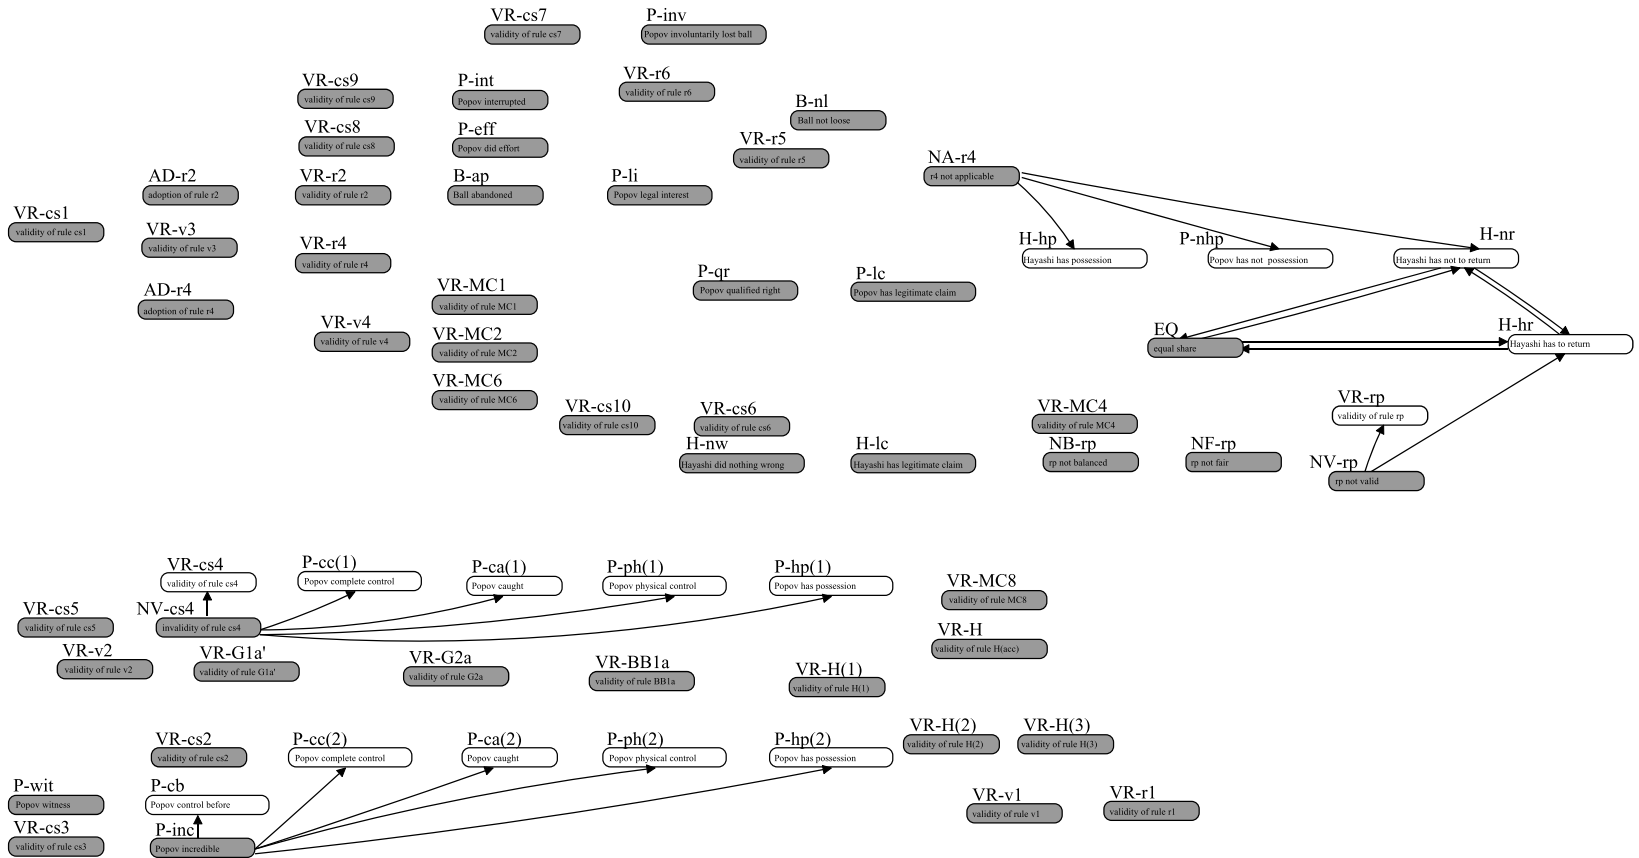 VR-cs7
validity of rule cs7
P-inv
Popov involuntarily lost ball
VR-cs9
validity of rule cs9
P-int
Popov interrupted
VR-r6
validity of rule r6
B-nl
Ball not loose
VR-cs8
validity of rule cs8
P-eff
Popov did effort
VR-r5
validity of rule r5
NA-r4
r4 not applicable
AD-r2
adoption of rule r2
VR-r2
validity of rule r2
B-ap
Ball abandoned
P-li
Popov legal interest
VR-cs1
validity of rule cs1
VR-v3
validity of rule v3
VR-r4
validity of rule r4
H-hp
Hayashi has possession
P-nhp
Popov has not possession
H-nr
Hayashi has not to return
AD-r4
adoption of rule r4
VR-MC1
validity of rule MC1
P-qr
Popov qualified right
P-lc
Popov has legitimate claim
VR-v4
validity of rule v4
VR-MC2
validity of rule MC2
EQ
equal share
H-hr
Hayashi has to return
VR-MC6
validity of rule MC6
VR-cs10
validity of rule cs10
VR-cs6
validity of rule cs6
VR-MC4
validity of rule MC4
VR-rp
validity of rule rp
H-nw
Hayashi did nothing wrong
H-lc
Hayashi has legitimate claim
NB-rp
rp not balanced
NF-rp
rp not fair
NV-rp
rp not valid
VR-cs4
validity of rule cs4
P-cc(1)
Popov complete control
P-ca(1)
Popov caught
P-ph(1)
Popov physical control
P-hp(1)
Popov has possession
VR-MC8
validity of rule MC8
VR-cs5
validity of rule cs5
NV-cs4
invalidity of rule cs4
VR-H
validity of rule H(acc)
VR-v2
validity of rule v2
VR-G1a'
validity of rule G1a'
VR-G2a
validity of rule G2a
VR-BB1a
validity of rule BB1a
VR-H(1)
validity of rule H(1)
VR-cs2
validity of rule cs2
P-cc(2)
Popov complete control
P-ca(2)
Popov caught
P-ph(2)
Popov physical control
P-hp(2)
Popov has possession
VR-H(2)
validity of rule H(2)
VR-H(3)
validity of rule H(3)
P-wit
Popov witness
P-cb
Popov control before
VR-v1
validity of rule v1
VR-r1
validity of rule r1
VR-cs3
validity of rule cs3
P-inc
Popov incredible